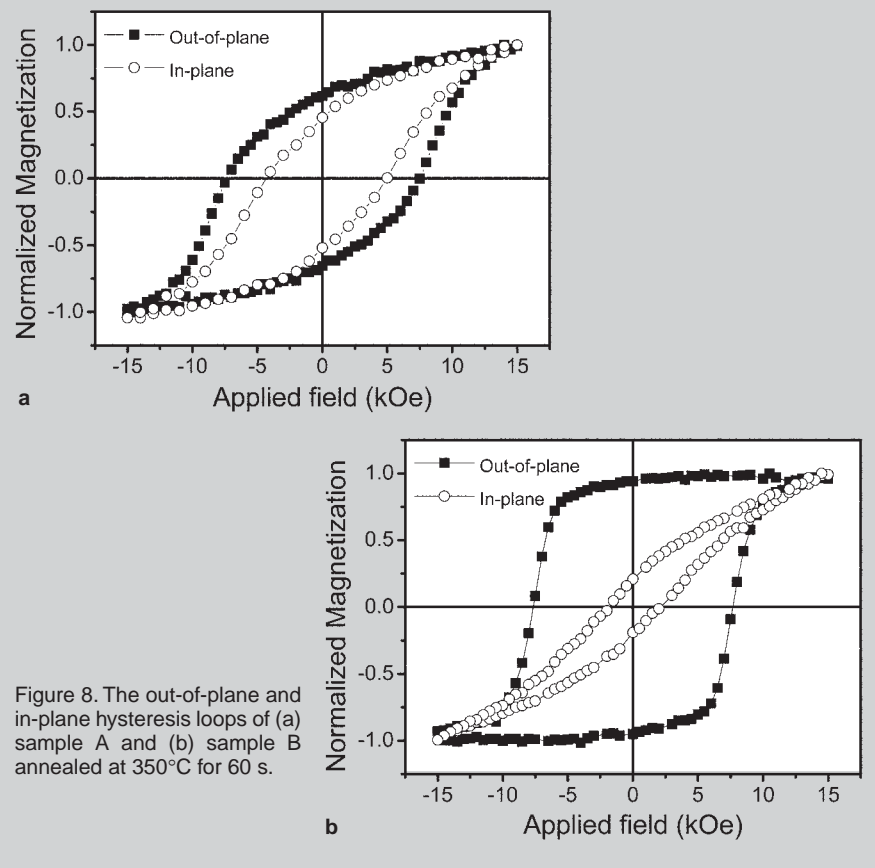 Normalized Magnetization
1.0
0.5
0.0
-0.5
-1.0
Out-of-plane
In-plane
-15 -10 -5 0 5 10 15
Applied field (kOe)
a
Normalized Magnetization
1.0
0.5
0.0
-0.5
-1.0
Out-of-plane
In-plane
-15 -10 -5 0 5 10 15
Applied field (kOe)
b
Figure 8. The out-of-plane and
in-plane hysteresis loops of (a)
sample A and (b) sample B
annealed at 350°C for 60 s.